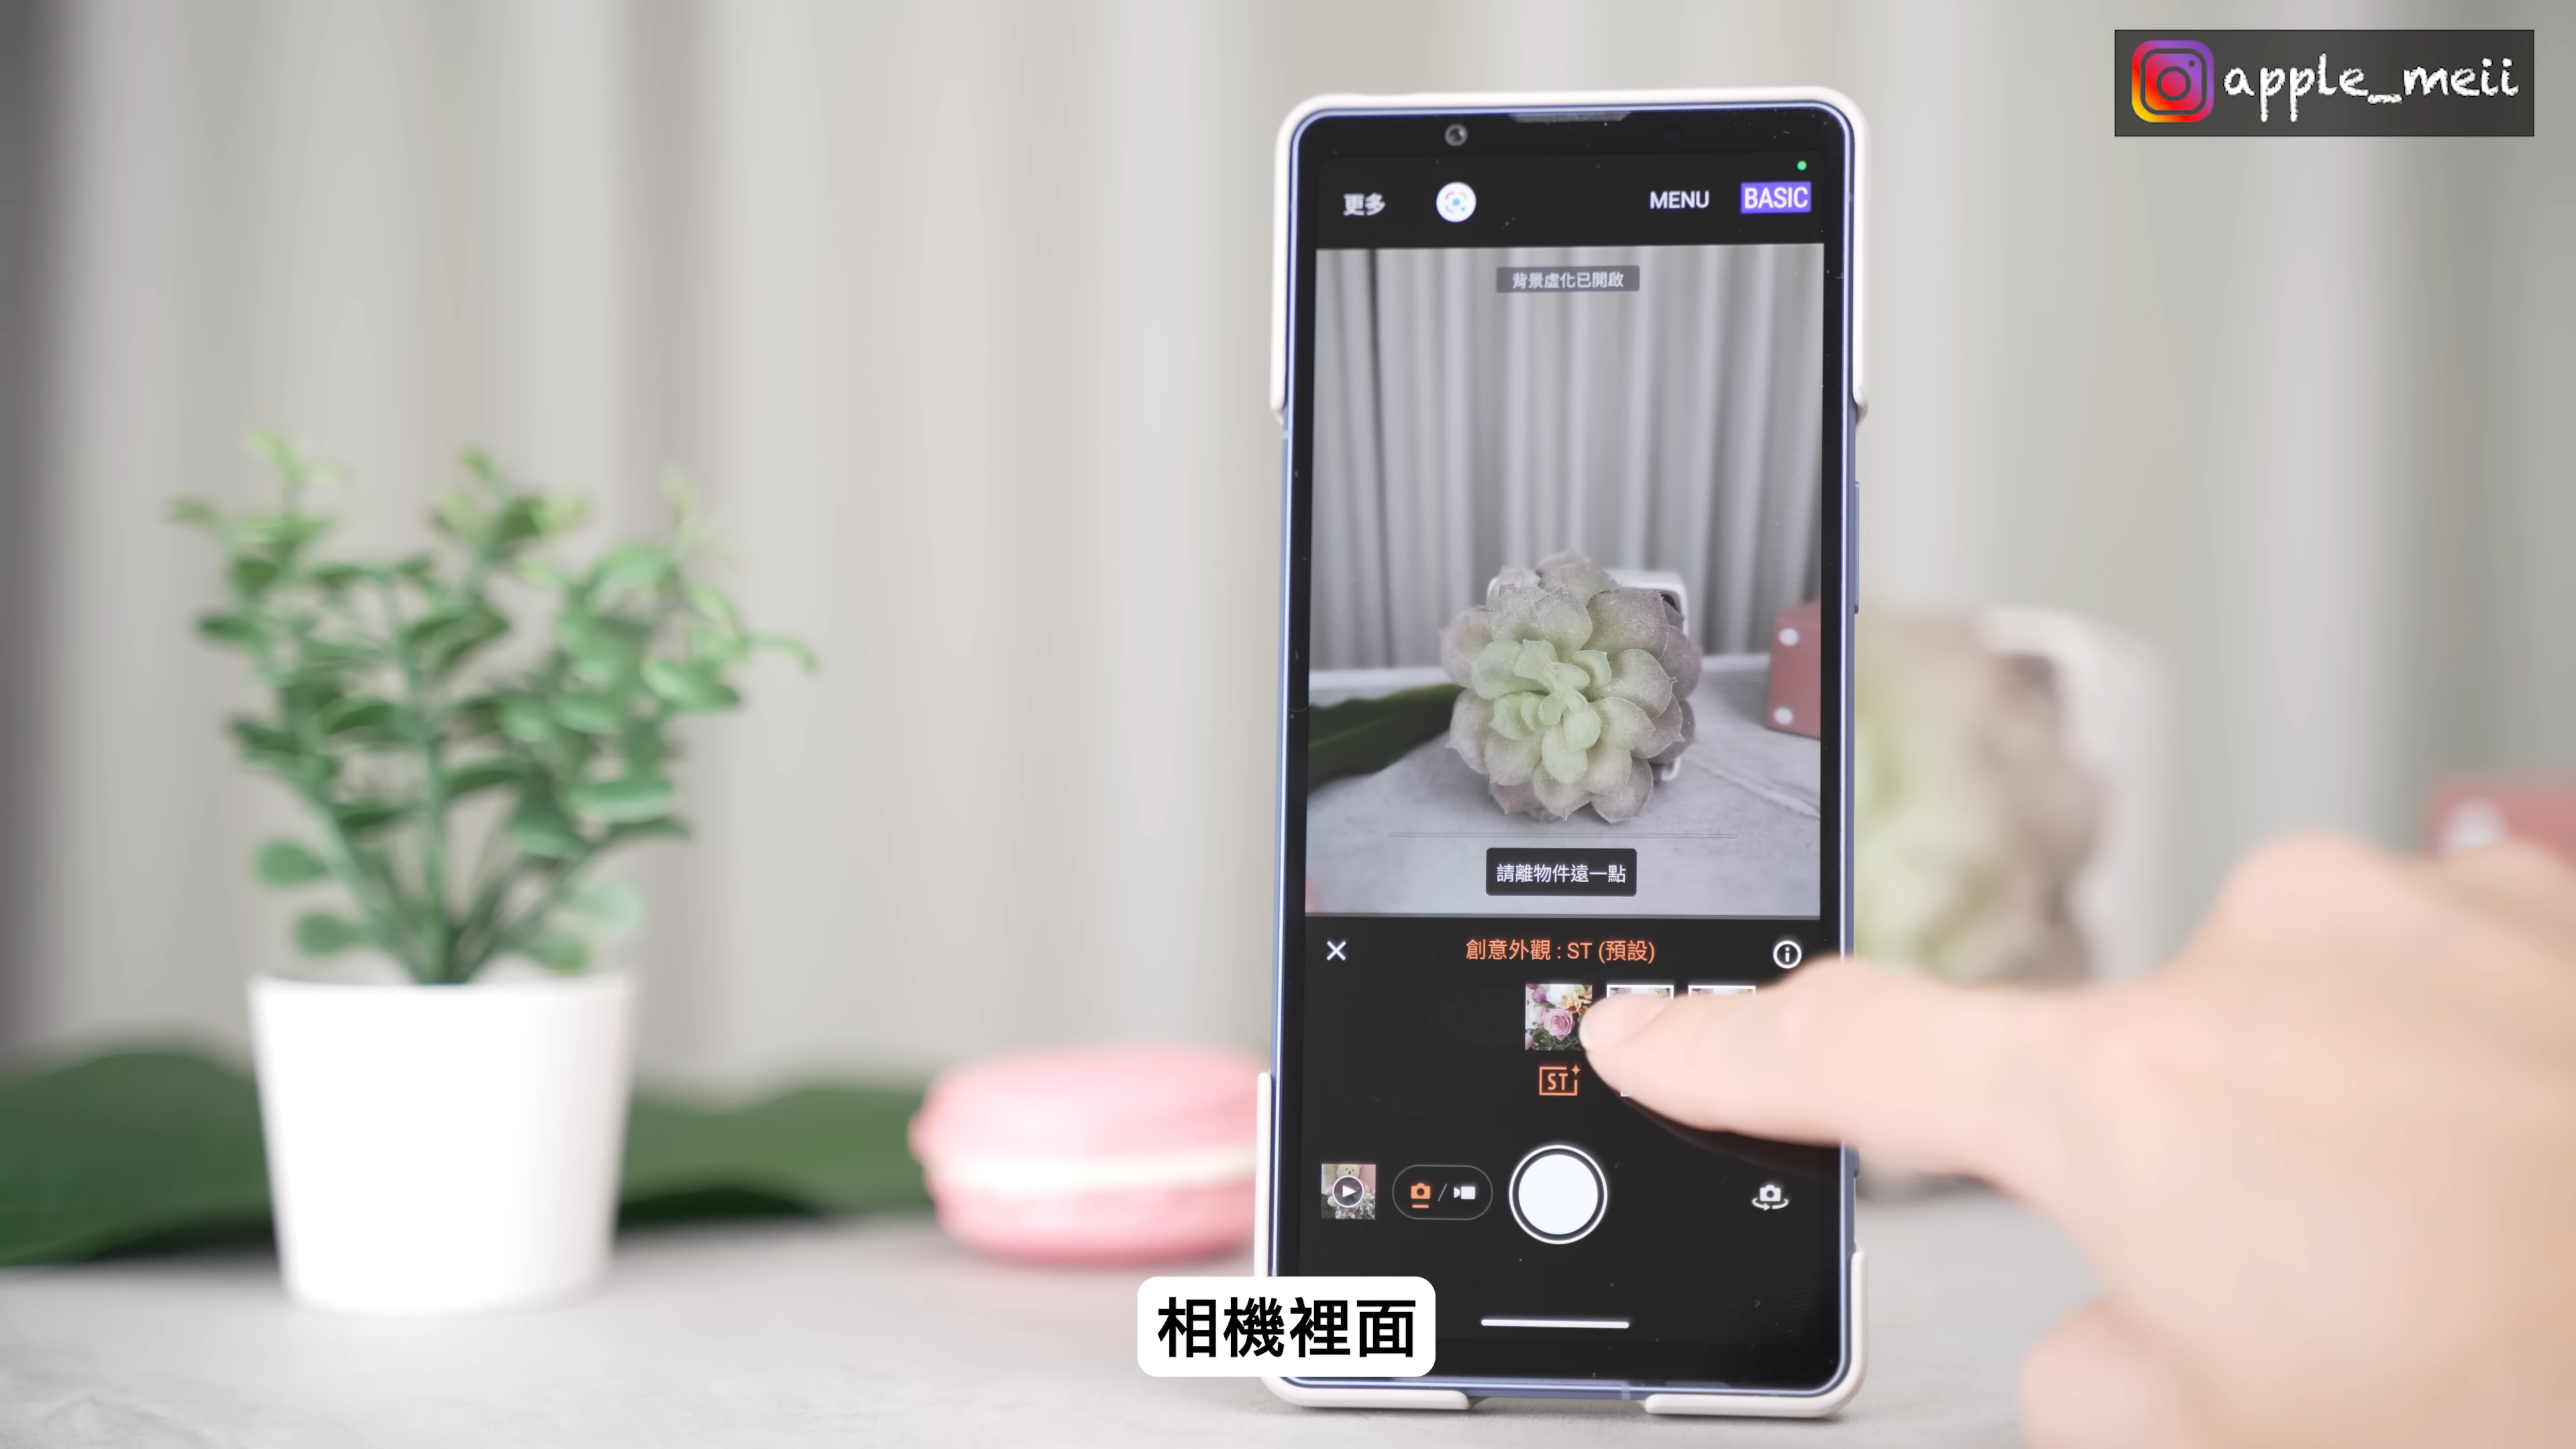 apple_meii
更多
MENU
BASIC
背景虛化已開啟
請離物件遠一點
創意外觀 : ST (預設)
ST
相機裡面